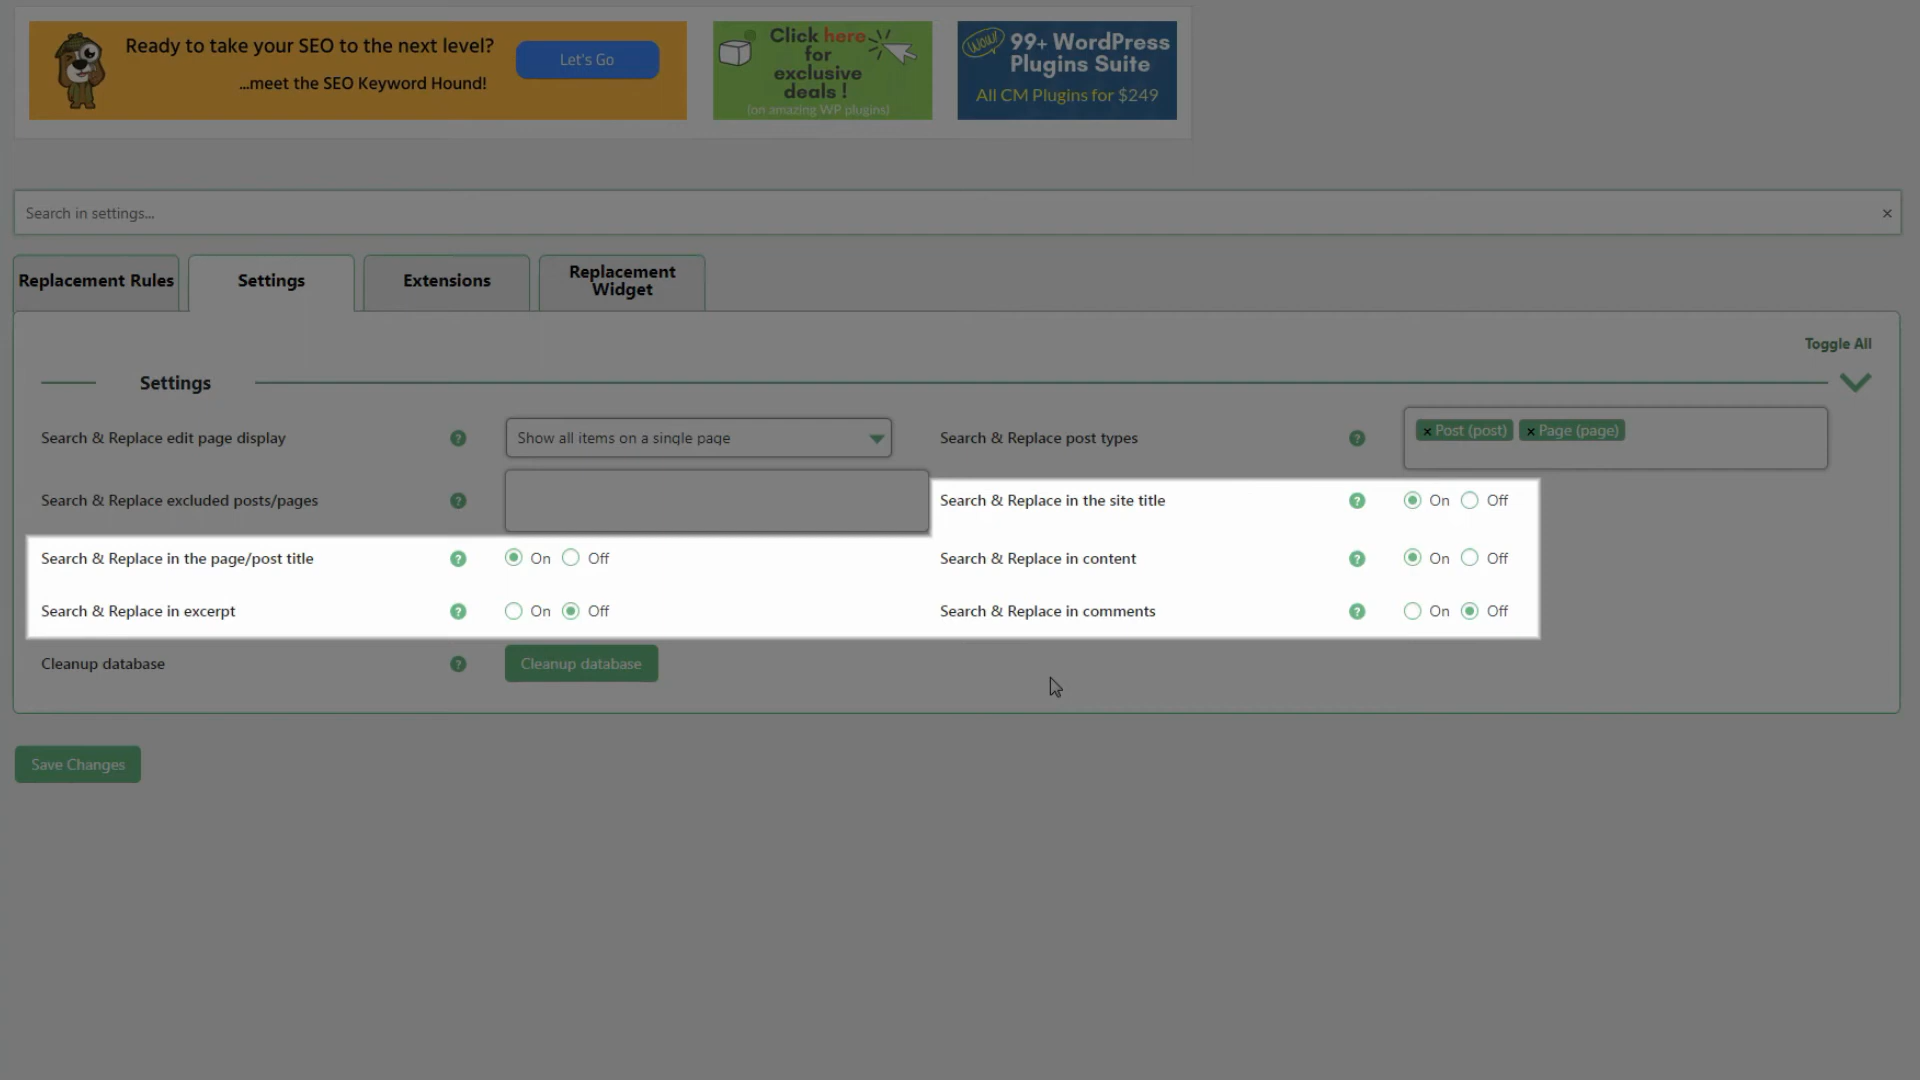 Ready to take your SEO to the next level?
...meet the SEO Keyword Hound!
Let's Go
Click here
for
exclusive
deals !
(on amazing WP plugins)
Wow!
99+ WordPress
Plugins Suite
All CM Plugins for $249
Search in settings...
×
Replacement Rules
Settings
Extensions
Replacement
Widget
Toggle All
Settings
Search & Replace edit page display ? Show all items on a single page
Search & Replace post types ? × Post (post) × Page (page)
Search & Replace excluded posts/pages ?
Search & Replace in the site title ? On Off
Search & Replace in the page/post title ? On Off
Search & Replace in content ? On Off
Search & Replace in excerpt ? On Off
Search & Replace in comments ? On Off
Cleanup database ? Cleanup database
Save Changes